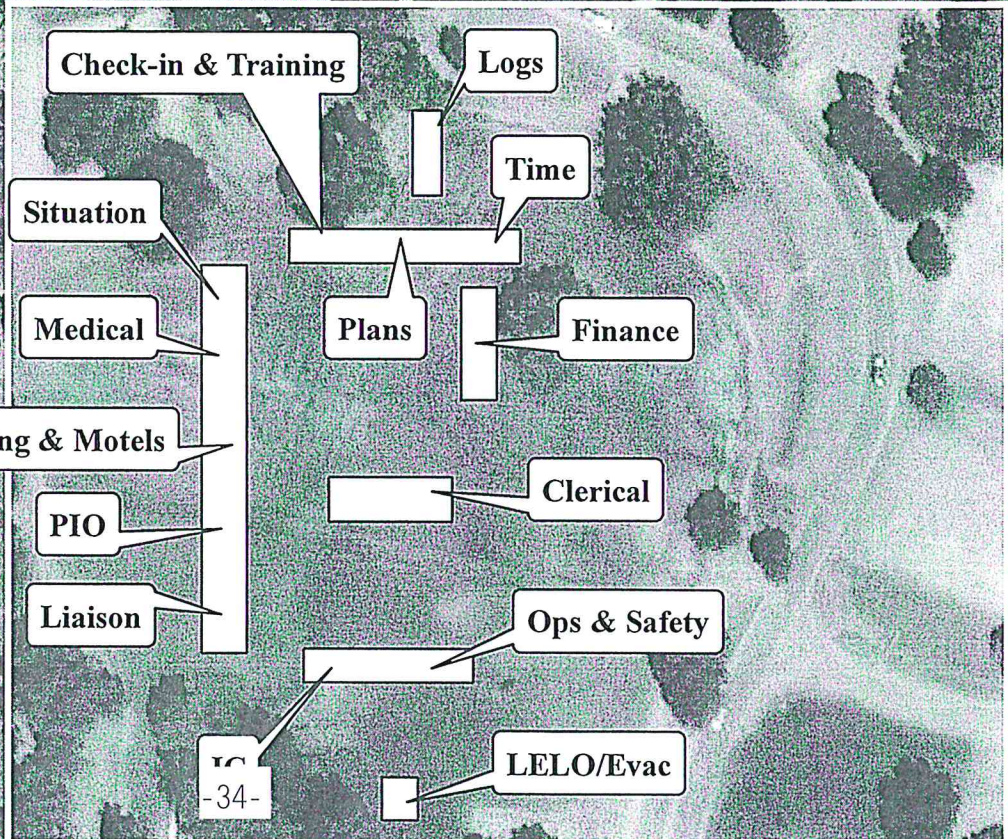 Check-in & Training
Logs
Time
Situation
Medical
Plans
Finance
ng & Motels
Clerical
PIO
Liaison
Ops & Safety
IC
LELO/Evac
-34-